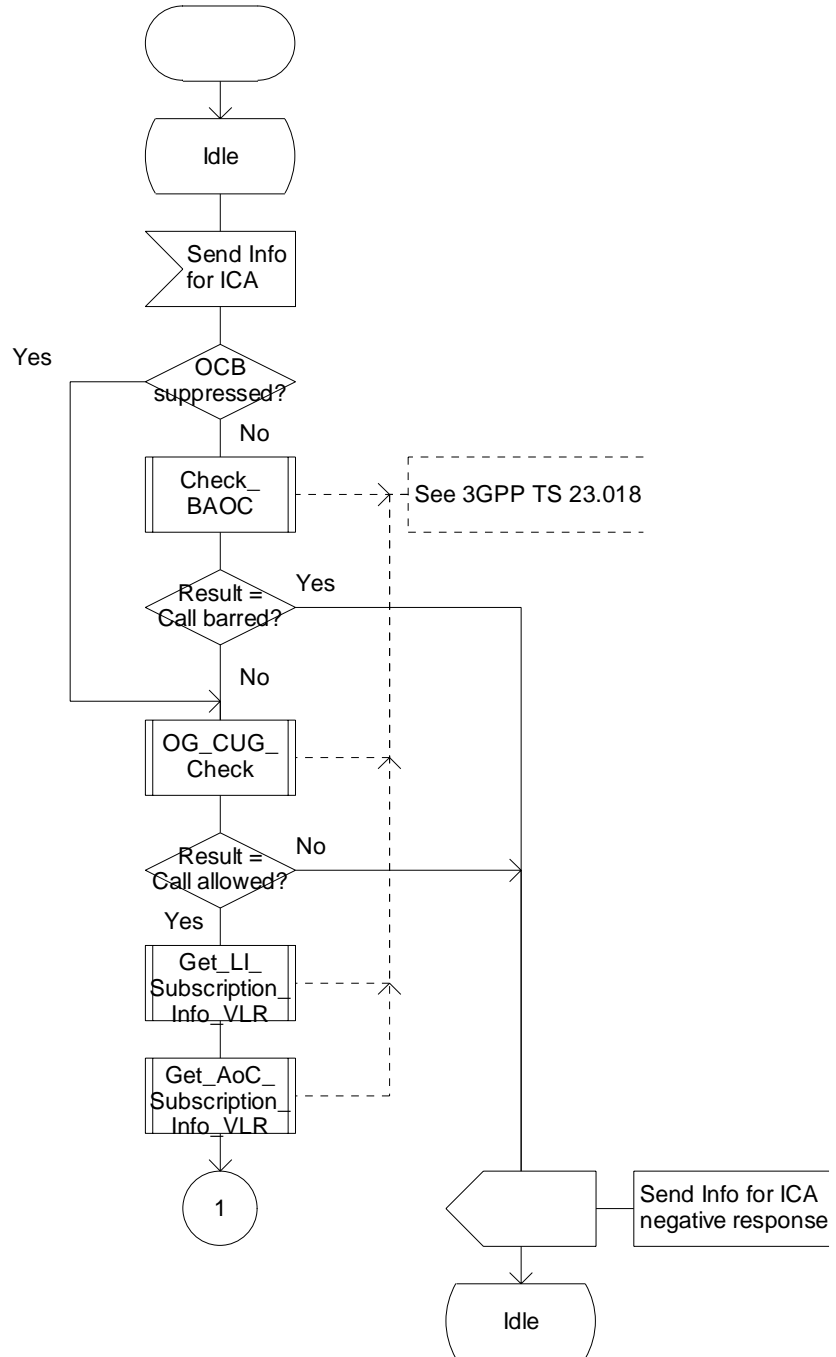 Idle
Send Info
for ICA
Yes
OCB
suppressed?
No
Check_
BAOC
See 3GPP TS 23.018
Result =
Call barred?
Yes
No
OG_CUG_
Check
Result =
Call allowed?
No
Yes
Get_LI_
Subscription_
Info_VLR
Get_AoC_
Subscription_
Info_VLR
1
Send Info for ICA
negative response
Idle